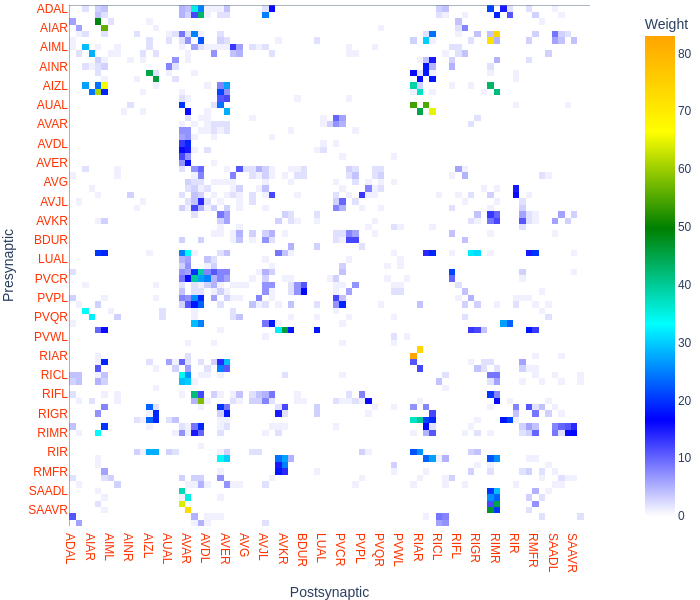 Weight
80
70
60
50
40
30
20
10
0
Presynaptic
ADAL
AIAR
AIML
AINR
AIZL
AUAL
AVAR
AVDL
AVER
AVG
AVJL
AVKR
BDUR
LUAL
PVCR
PVPL
PVQR
PVWL
RIAR
RICL
RIFL
RIGR
RIMR
RIR
RMFR
SAADL
SAAVR
ADAL
AIAR
AIML
AINR
AIZL
AUAL
AVAR
AVDL
AVER
AVG
AVJL
AVKR
BDUR
LUAL
PVCR
PVPL
PVQR
PVWL
RIAR
RICL
RIFL
RIGR
RIMR
RIR
RMFR
SAADL
SAAVR
Postsynaptic